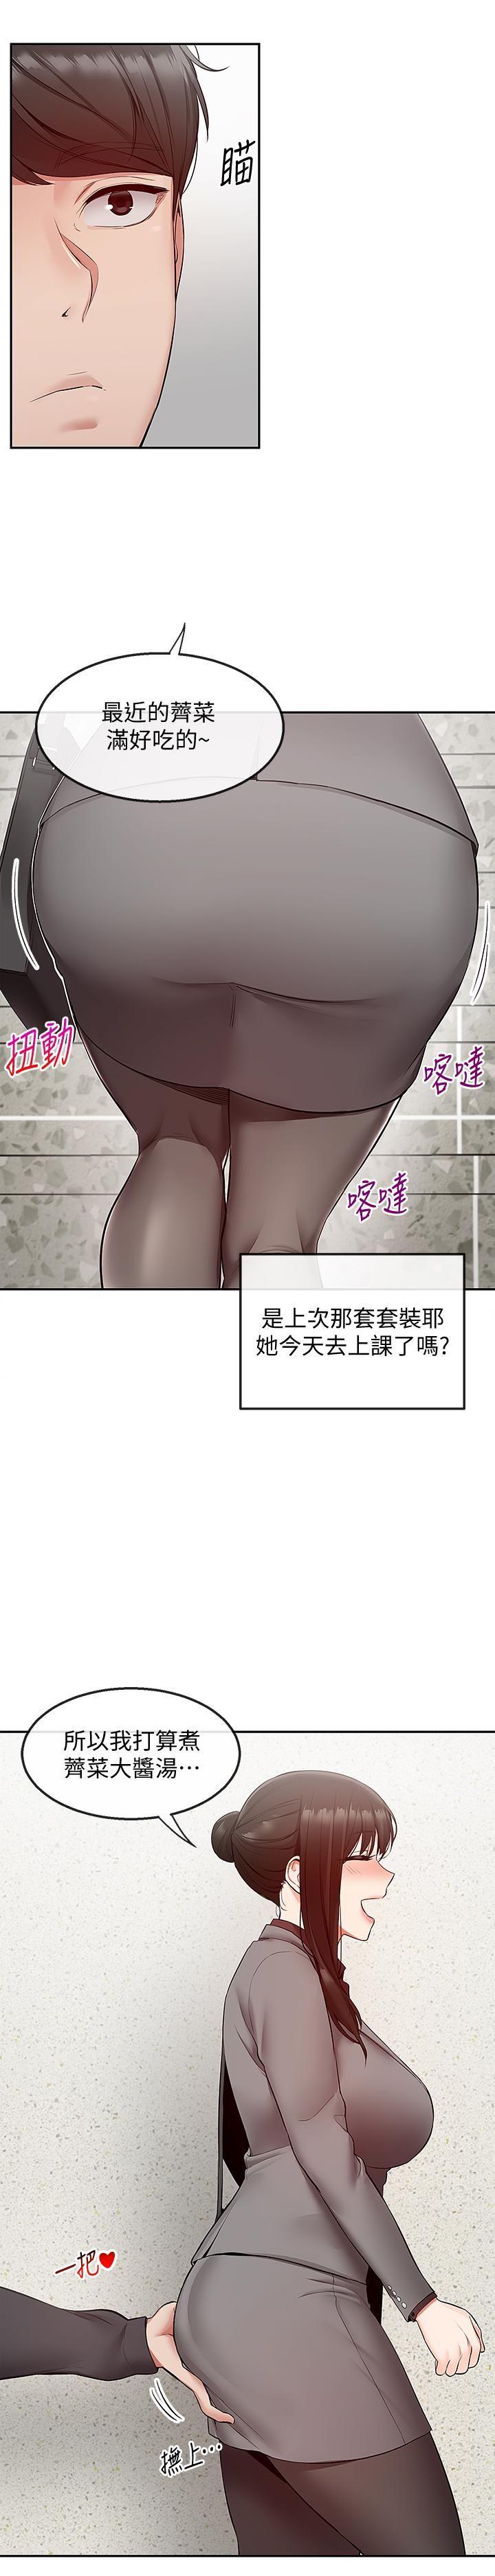 瞄
最近的薺菜
滿好吃的~
扭動
喀噠
喀噠
是上次那套套裝耶
她今天去上課了嗎?
所以我打算煮
薺菜大醬湯⋯
一把♥
撫上⋯